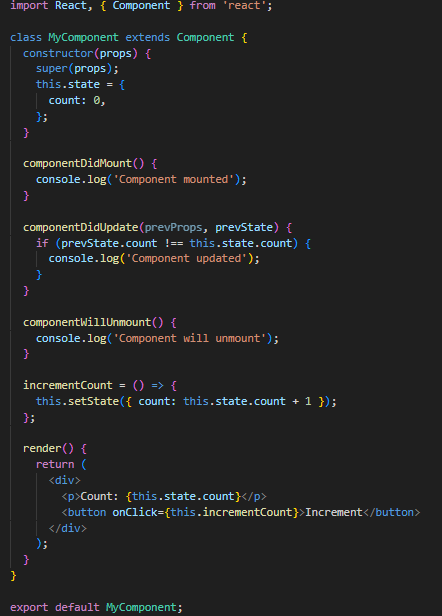 import React, { Component } from 'react';
class MyComponent extends Component {
constructor(props) {
super(props);
this.state = {
count: 0,
};
}
componentDidMount() {
console.log('Component mounted');
}
componentDidUpdate(prevProps, prevState) {
if (prevState.count !== this.state.count) {
console.log('Component updated');
}
}
componentWillUnmount() {
console.log('Component will unmount');
}
incrementCount = () => {
this.setState({ count: this.state.count + 1 });
};
render() {
return (
<div>
<p>Count: {this.state.count}</p>
<button onClick={this.incrementCount}>Increment</button>
</div>
);
}
}
export default MyComponent;